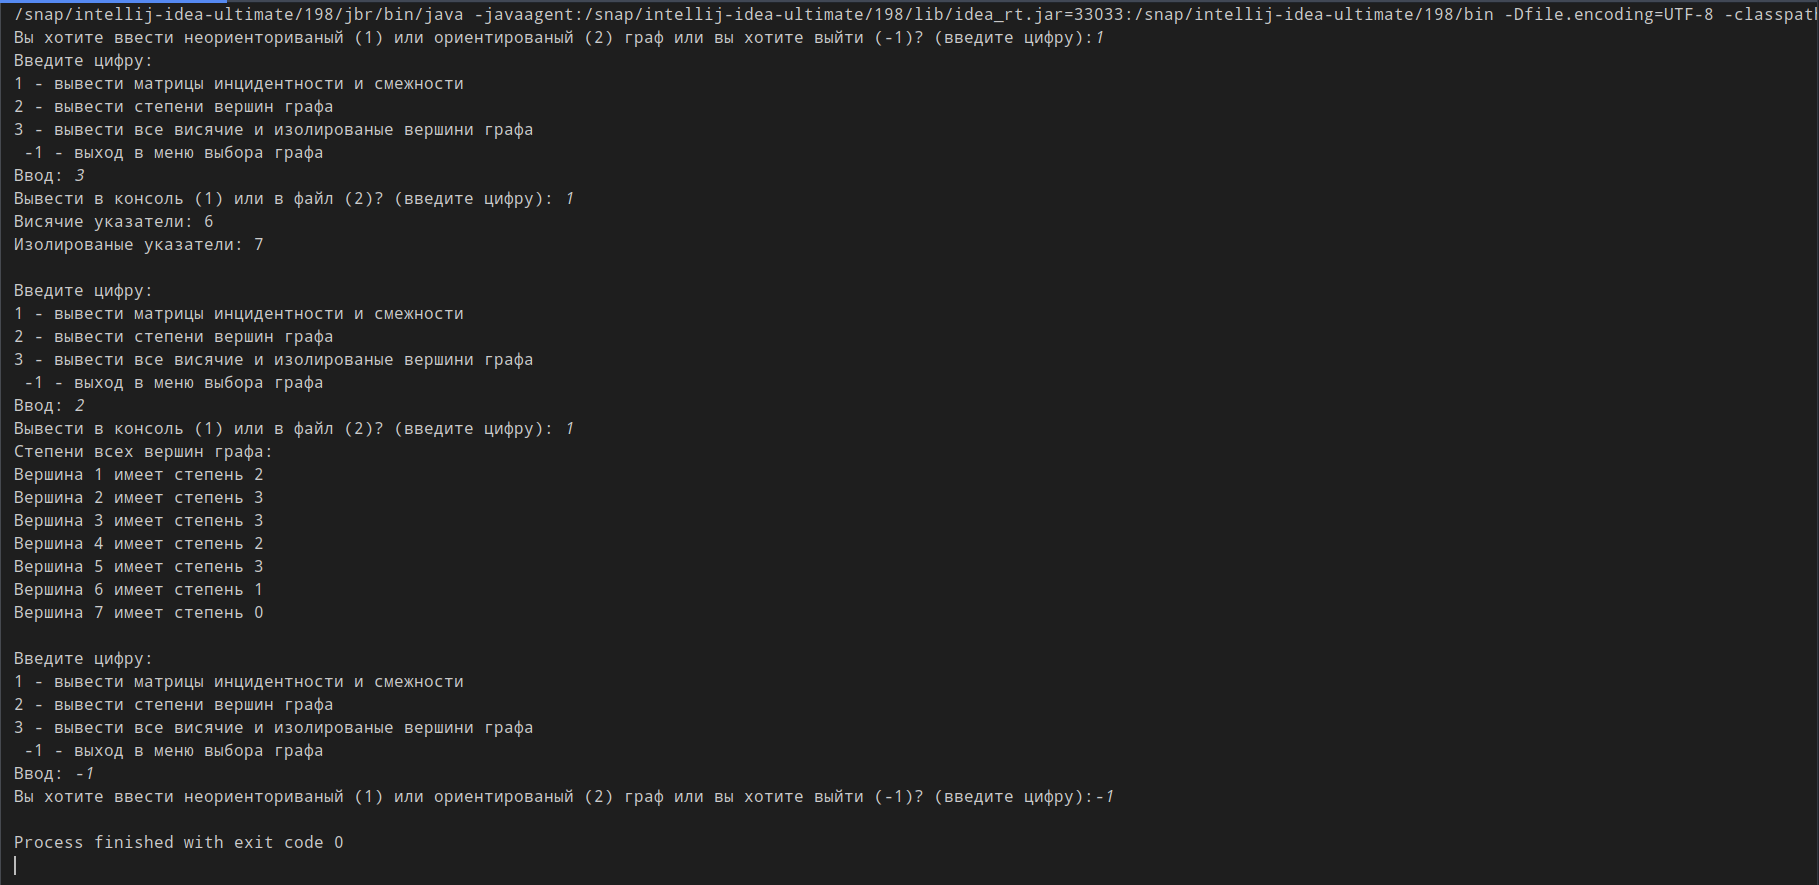 /snap/intellij-idea-ultimate/198/jbr/bin/java -javaagent:/snap/intellij-idea-ultimate/198/lib/idea_rt.jar=33033:/snap/intellij-idea-ultimate/198/bin -Dfile.encoding=UTF-8 -classpath
Вы хотите ввести неориенториваный (1) или ориентированый (2) граф или вы хотите выйти (-1)? (введите цифру):1
Введите цифру:
1 - вывести матрицы инцидентности и смежности
2 - вывести степени вершин графа
3 - вывести все висячие и изолированые вершини графа
-1 - выход в меню выбора графа
Ввод: 3
Вывести в консоль (1) или в файл (2)? (введите цифру): 1
Висячие указатели: 6
Изолированые указатели: 7
Введите цифру:
1 - вывести матрицы инцидентности и смежности
2 - вывести степени вершин графа
3 - вывести все висячие и изолированые вершини графа
-1 - выход в меню выбора графа
Ввод: 2
Вывести в консоль (1) или в файл (2)? (введите цифру): 1
Степени всех вершин графа:
Вершина 1 имеет степень 2
Вершина 2 имеет степень 3
Вершина 3 имеет степень 3
Вершина 4 имеет степень 2
Вершина 5 имеет степень 3
Вершина 6 имеет степень 1
Вершина 7 имеет степень 0
Введите цифру:
1 - вывести матрицы инцидентности и смежности
2 - вывести степени вершин графа
3 - вывести все висячие и изолированые вершини графа
-1 - выход в меню выбора графа
Ввод: -1
Вы хотите ввести неориенториваный (1) или ориентированый (2) граф или вы хотите выйти (-1)? (введите цифру):-1
Process finished with exit code 0